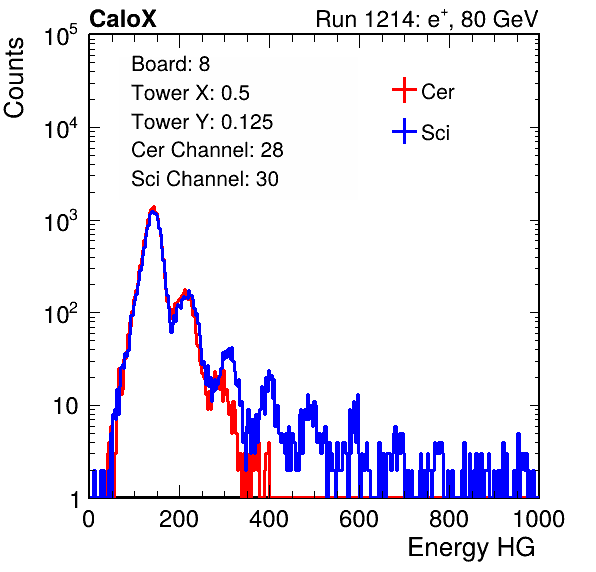 CaloX Run 1214: e⁺, 80 GeV
Counts
Board: 8
Tower X: 0.5
Tower Y: 0.125
Cer Channel: 28
Sci Channel: 30
Cer
Sci
10⁵
10⁴
10³
10²
10
1
0 200 400 600 800 1000
Energy HG